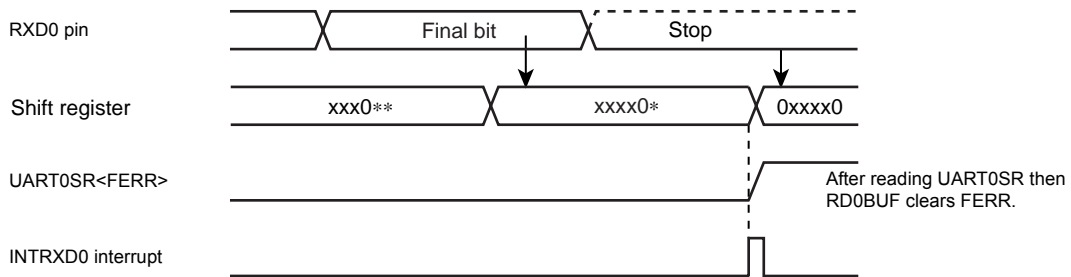 RXD0 pin
Final bit
Stop
Shift register
xxx0**
xxxx0*
0xxxx0
UART0SR<FERR>
After reading UART0SR then
RD0BUF clears FERR.
INTRXD0 interrupt